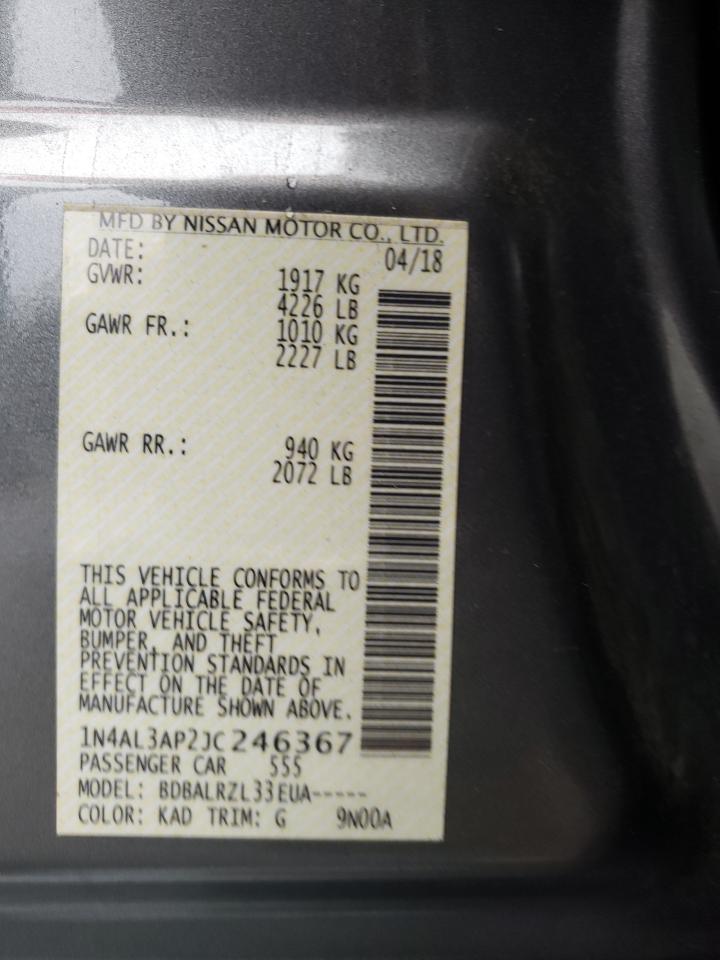 MFD BY NISSAN MOTOR CO., LTD.
DATE: 04/18
GVWR: 1917 KG
4226 LB
GAWR FR.: 1010 KG
2227 LB
GAWR RR.: 940 KG
2072 LB
THIS VEHICLE CONFORMS TO
ALL APPLICABLE FEDERAL
MOTOR VEHICLE SAFETY,
BUMPER, AND THEFT
PREVENTION STANDARDS IN
EFFECT ON THE DATE OF
MANUFACTURE SHOWN ABOVE.
1N4AL3AP2JC246367
PASSENGER CAR 555
MODEL: BDBALRZL33EUA-----
COLOR: KAD TRIM: G 9N00A